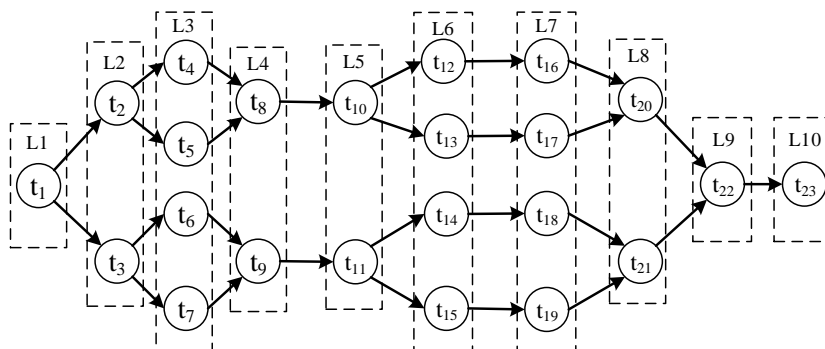 L1
t₁
L2
t₂
t₃
L3
t₄
t₅
t₆
t₇
L4
t₈
t₉
L5
t₁₀
t₁₁
L6
t₁₂
t₁₃
t₁₄
t₁₅
L7
t₁₆
t₁₇
t₁₈
t₁₉
L8
t₂₀
t₂₁
L9
t₂₂
L10
t₂₃